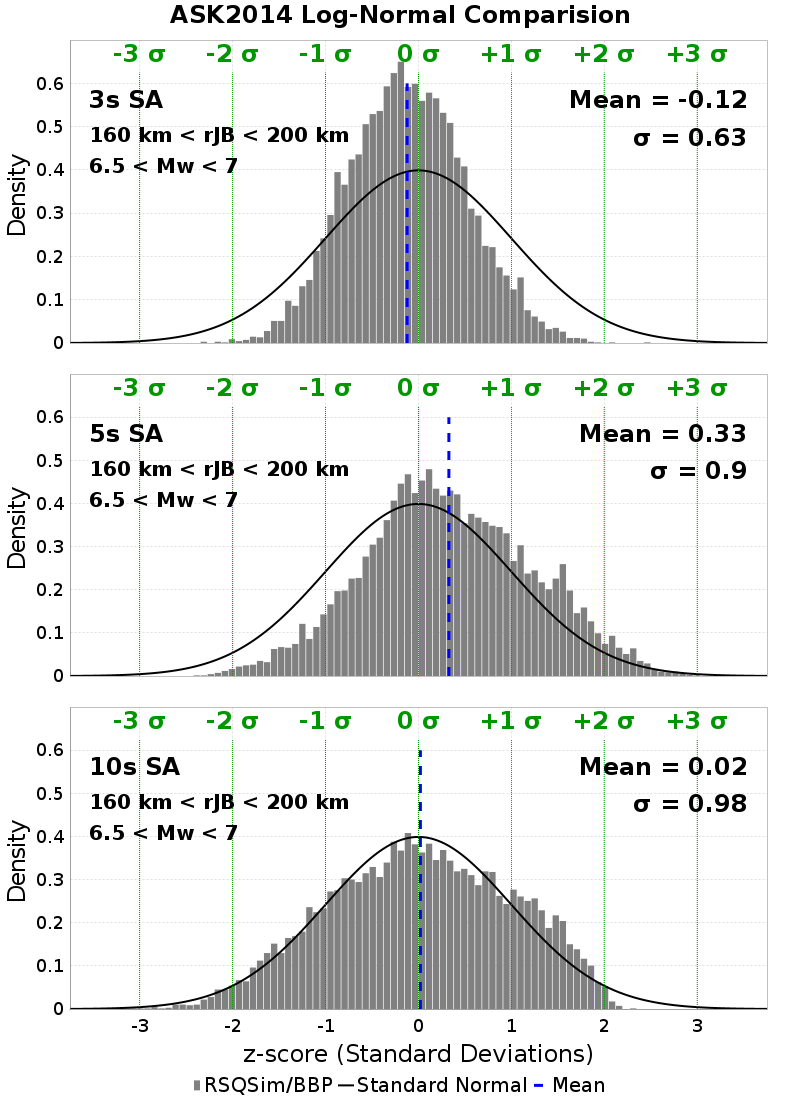 ASK2014 Log-Normal Comparision
-3 σ -2 σ -1 σ 0 σ +1 σ +2 σ +3 σ
3s SA
160 km < rJB < 200 km
6.5 < Mw < 7
Mean = -0.12
σ = 0.63
Density
0.6
0.5
0.4
0.3
0.2
0.1
0
-3 σ -2 σ -1 σ 0 σ +1 σ +2 σ +3 σ
5s SA
160 km < rJB < 200 km
6.5 < Mw < 7
Mean = 0.33
σ = 0.9
Density
0.6
0.5
0.4
0.3
0.2
0.1
0
-3 σ -2 σ -1 σ 0 σ +1 σ +2 σ +3 σ
10s SA
160 km < rJB < 200 km
6.5 < Mw < 7
Mean = 0.02
σ = 0.98
Density
0.6
0.5
0.4
0.3
0.2
0.1
0
-3 -2 -1 0 1 2 3
z-score (Standard Deviations)
RSQSim/BBP Standard Normal Mean